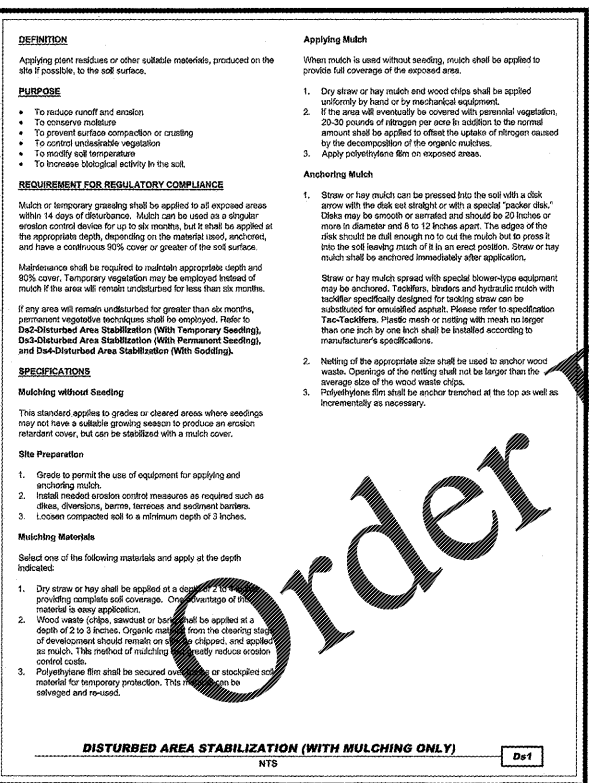 DEFINITION
Applying plant residues or other suitable materials, produced on the
site if possible, to the soil surface.
PURPOSE
• To reduce runoff and erosion
• To conserve moisture
• To prevent surface compaction or crusting
• To control undesirable vegetation
• To modify soil temperature
• To increase biological activity in the soil.
REQUIREMENT FOR REGULATORY COMPLIANCE
Mulch or temporary grassing shall be applied to all exposed areas
within 14 days of disturbance. Mulch can be used as a singular
erosion control device for up to six months, but it shall be applied at
the appropriate depth, depending on the material used, anchored,
and have a continuous 90% cover or greater of the soil surface.
Maintenance shall be required to maintain appropriate depth and
90% cover. Temporary vegetation may be employed instead of
mulch if the area will remain undisturbed for less than six months.
If any area will remain undisturbed for greater than six months,
permanent vegetative techniques shall be employed. Refer to
Ds2-Disturbed Area Stabilization (With Temporary Seeding),
Ds3-Disturbed Area Stabilization (With Permanent Seeding),
and Ds4-Disturbed Area Stabilization (With Sodding).
SPECIFICATIONS
Mulching without Seeding
This standard applies to grades or cleared areas where seedings
may not have a suitable growing season to produce an erosion
retardant cover, but can be stabilized with a mulch cover.
Site Preparation
1. Grade to permit the use of equipment for applying and
anchoring mulch.
2. Install needed erosion control measures as required such as
dikes, diversions, berms, terraces and sediment barriers.
3. Loosen compacted soil to a minimum depth of 3 inches.
Mulching Materials
Select one of the following materials and apply at the depth
indicated:
1. Dry straw or hay shall be applied at a depth of 2 to
providing complete soil coverage. One advantage of this
material is easy application.
2. Wood waste (chips, sawdust or bark) shall be applied at a
depth of 2 to 3 inches. Organic material from the clearing stage
of development should remain on site, be chipped, and applied
as mulch. This method of mulching can greatly reduce erosion
control costs.
3. Polyethylene film shall be secured over or stockpiled soil
material for temporary protection. This material can be
salvaged and re-used.
Applying Mulch
When mulch is used without seeding, mulch shall be applied to
provide full coverage of the exposed area.
1. Dry straw or hay mulch and wood chips shall be applied
uniformly by hand or by mechanical equipment.
2. If the area will eventually be covered with perennial vegetation,
20-30 pounds of nitrogen per acre in addition to the normal
amount shall be applied to offset the uptake of nitrogen caused
by the decomposition of the organic mulches.
3. Apply polyethylene film on exposed areas.
Anchoring Mulch
1. Straw or hay mulch can be pressed into the soil with a disk
arrow with the disk set straight or with a special "packer disk."
Disks may be smooth or serrated and should be 20 inches or
more in diameter and 8 to 12 inches apart. The edges of the
disk should be dull enough no to cut the mulch but to press it
into the soil leaving much of it in an erect position. Straw or hay
mulch shall be anchored immediately after application.
Straw or hay mulch spread with special blower-type equipment
may be anchored. Tackifers, binders and hydraulic mulch with
tackifier specifically designed for tacking straw can be
substituted for emulsified asphalt. Please refer to specification
Tac-Tackifers. Plastic mesh or netting with mesh no larger
than one inch by one inch shall be installed according to
manufacturer's specifications.
2. Netting of the appropriate size shall be used to anchor wood
waste. Openings of the netting shall not be larger than the
average size of the wood waste chips.
3. Polyethylene film shall be anchor trenched at the top as well as
incrementally as necessary.
Order
DISTURBED AREA STABILIZATION (WITH MULCHING ONLY)
NTS
Ds1